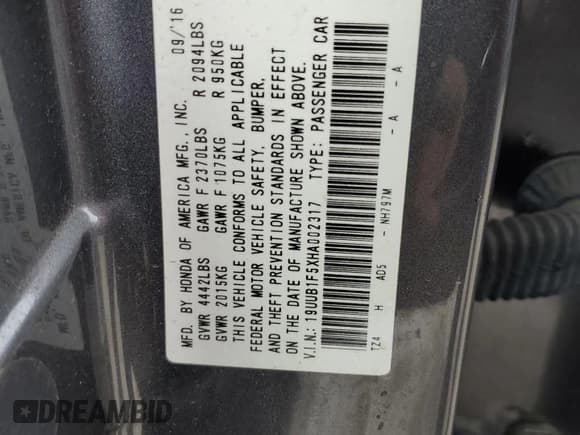 MFD. BY HONDA OF AMERICA MFG., INC. 09/'16
GVWR 4442LBS GAWR F 2370LBS R 2094LBS
GVWR 2015KG GAWR F 1075KG R 950KG
THIS VEHICLE CONFORMS TO ALL APPLICABLE
FEDERAL MOTOR VEHICLE SAFETY, BUMPER,
AND THEFT PREVENTION STANDARDS IN EFFECT
ON THE DATE OF MANUFACTURE SHOWN ABOVE.
V.I.N.: 19UUB1F5XHA002317 TYPE: PASSENGER CAR
TZ4 H AD5 - NH797M - A - A
DREAMBID